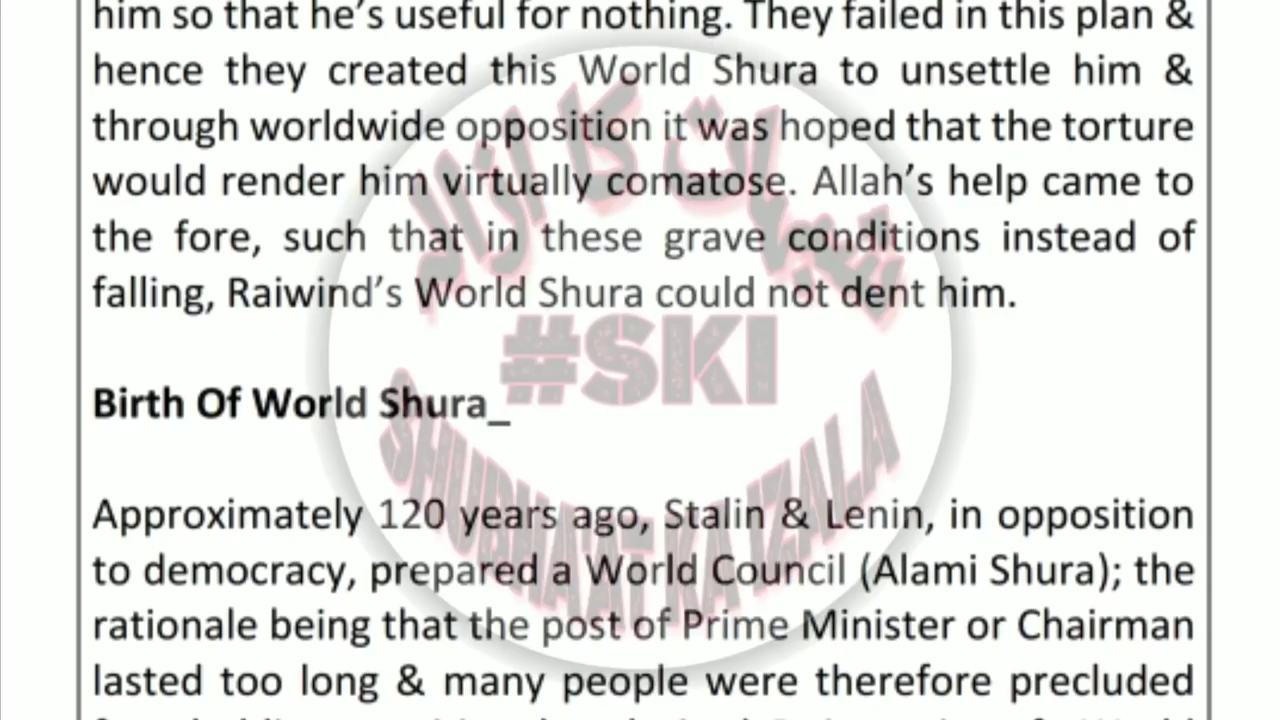 him so that he's useful for nothing. They failed in this plan &
hence they created this World Shura to unsettle him &
through worldwide opposition it was hoped that the torture
would render him virtually comatose. Allah's help came to
the fore, such that in these grave conditions instead of
falling, Raiwind's World Shura could not dent him.
Birth Of World Shura_
Approximately 120 years ago, Stalin & Lenin, in opposition
to democracy, prepared a World Council (Alami Shura); the
rationale being that the post of Prime Minister or Chairman
lasted too long & many people were therefore precluded
شبہات کا ازالہ
#SKI
SHUBHAAT KA IZALA